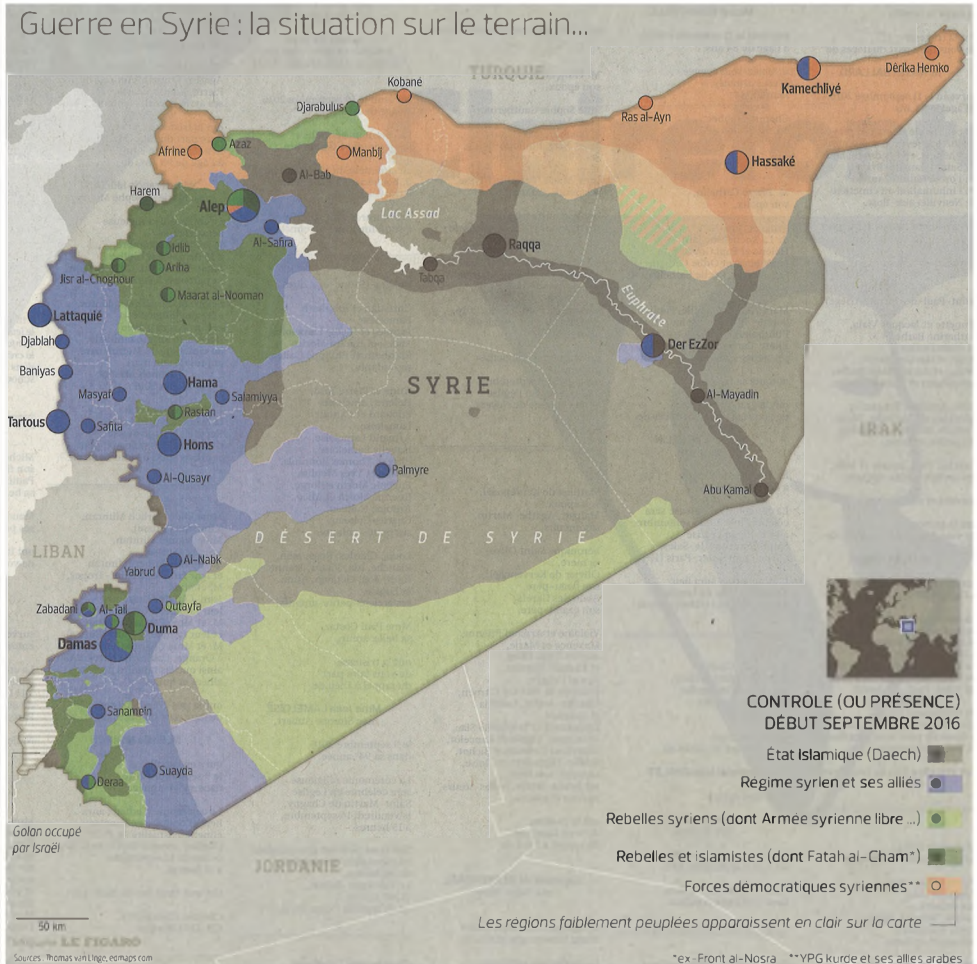 Guerre en Syrie : la situation sur le terrain...
TURQUIE
Kobané
Dêrika Hemko
Kamechliyé
Djarabulus
Ras al-Ayn
Azaz
Afrine
Manbij
Hassaké
Al-Bab
Harem
Alep
Lac Assad
Al-Safira
Raqqa
Idlib
Ariha
Jisr al-Choghour
Tabqa
Maarat al-Nooman
Euphrate
Lattaquié
Djablah
Der EzZor
Baniyas
SYRIE
Hama
Masyaf
Salamiyya
Al-Mayadin
Rastan
Tartous
Safita
IRAK
Homs
Palmyre
Al-Qusayr
Abu Kamal
DÉSERT DE SYRIE
LIBAN
Al-Nabk
Yabrud
Zabadani
Al-Tall
Qutayfa
Duma
Damas
Sanamein
Suayda
Deraa
Golan occupé
par Israël
JORDANIE
CONTROLE (OU PRÉSENCE)
DÉBUT SEPTEMBRE 2016
État Islamique (Daech)
Régime syrien et ses alliés
Rebelles syriens (dont Armée syrienne libre ...)
Rebelles et islamistes (dont Fatah al-Cham*)
Forces démocratiques syriennes**
Les régions faiblement peuplées apparaissent en clair sur la carte
50 km
LE FIGARO
Sources : Thomas van Linge, edmaps.com
*ex-Front al-Nosra **YPG kurde et ses allies arabes